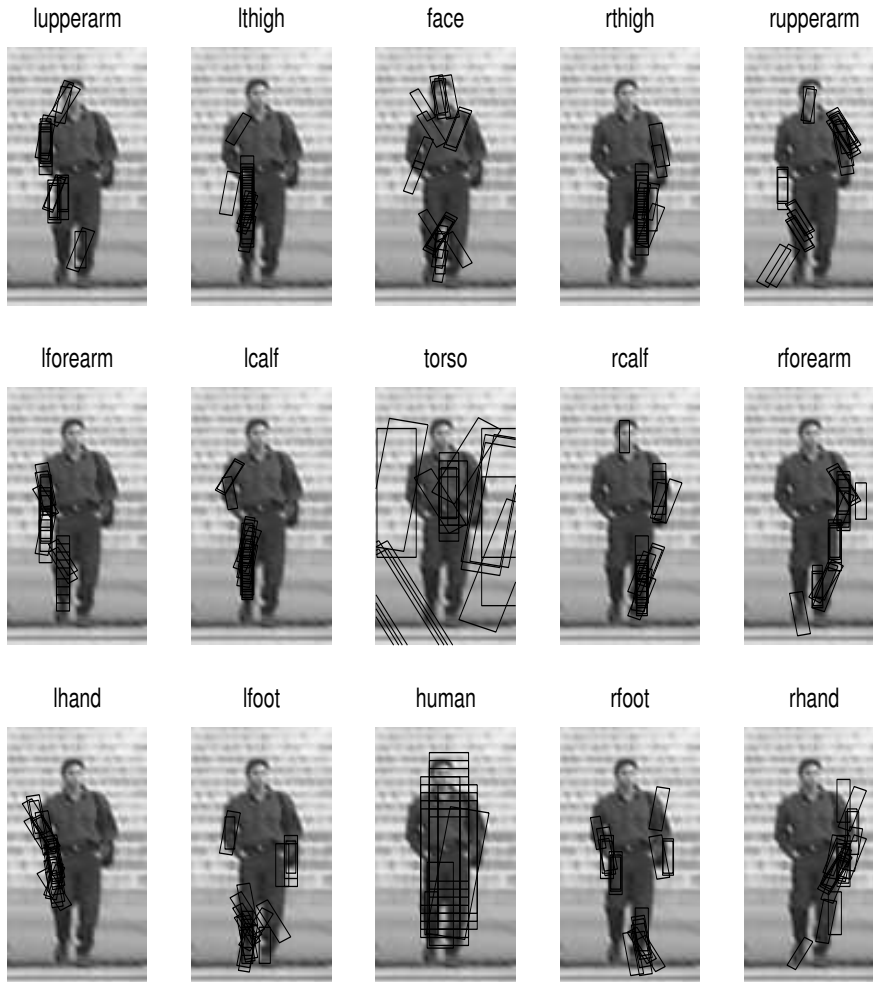 lupperarm lthigh face rthigh rupperarm
lforearm lcalf torso rcalf rforearm
lhand lfoot human rfoot rhand